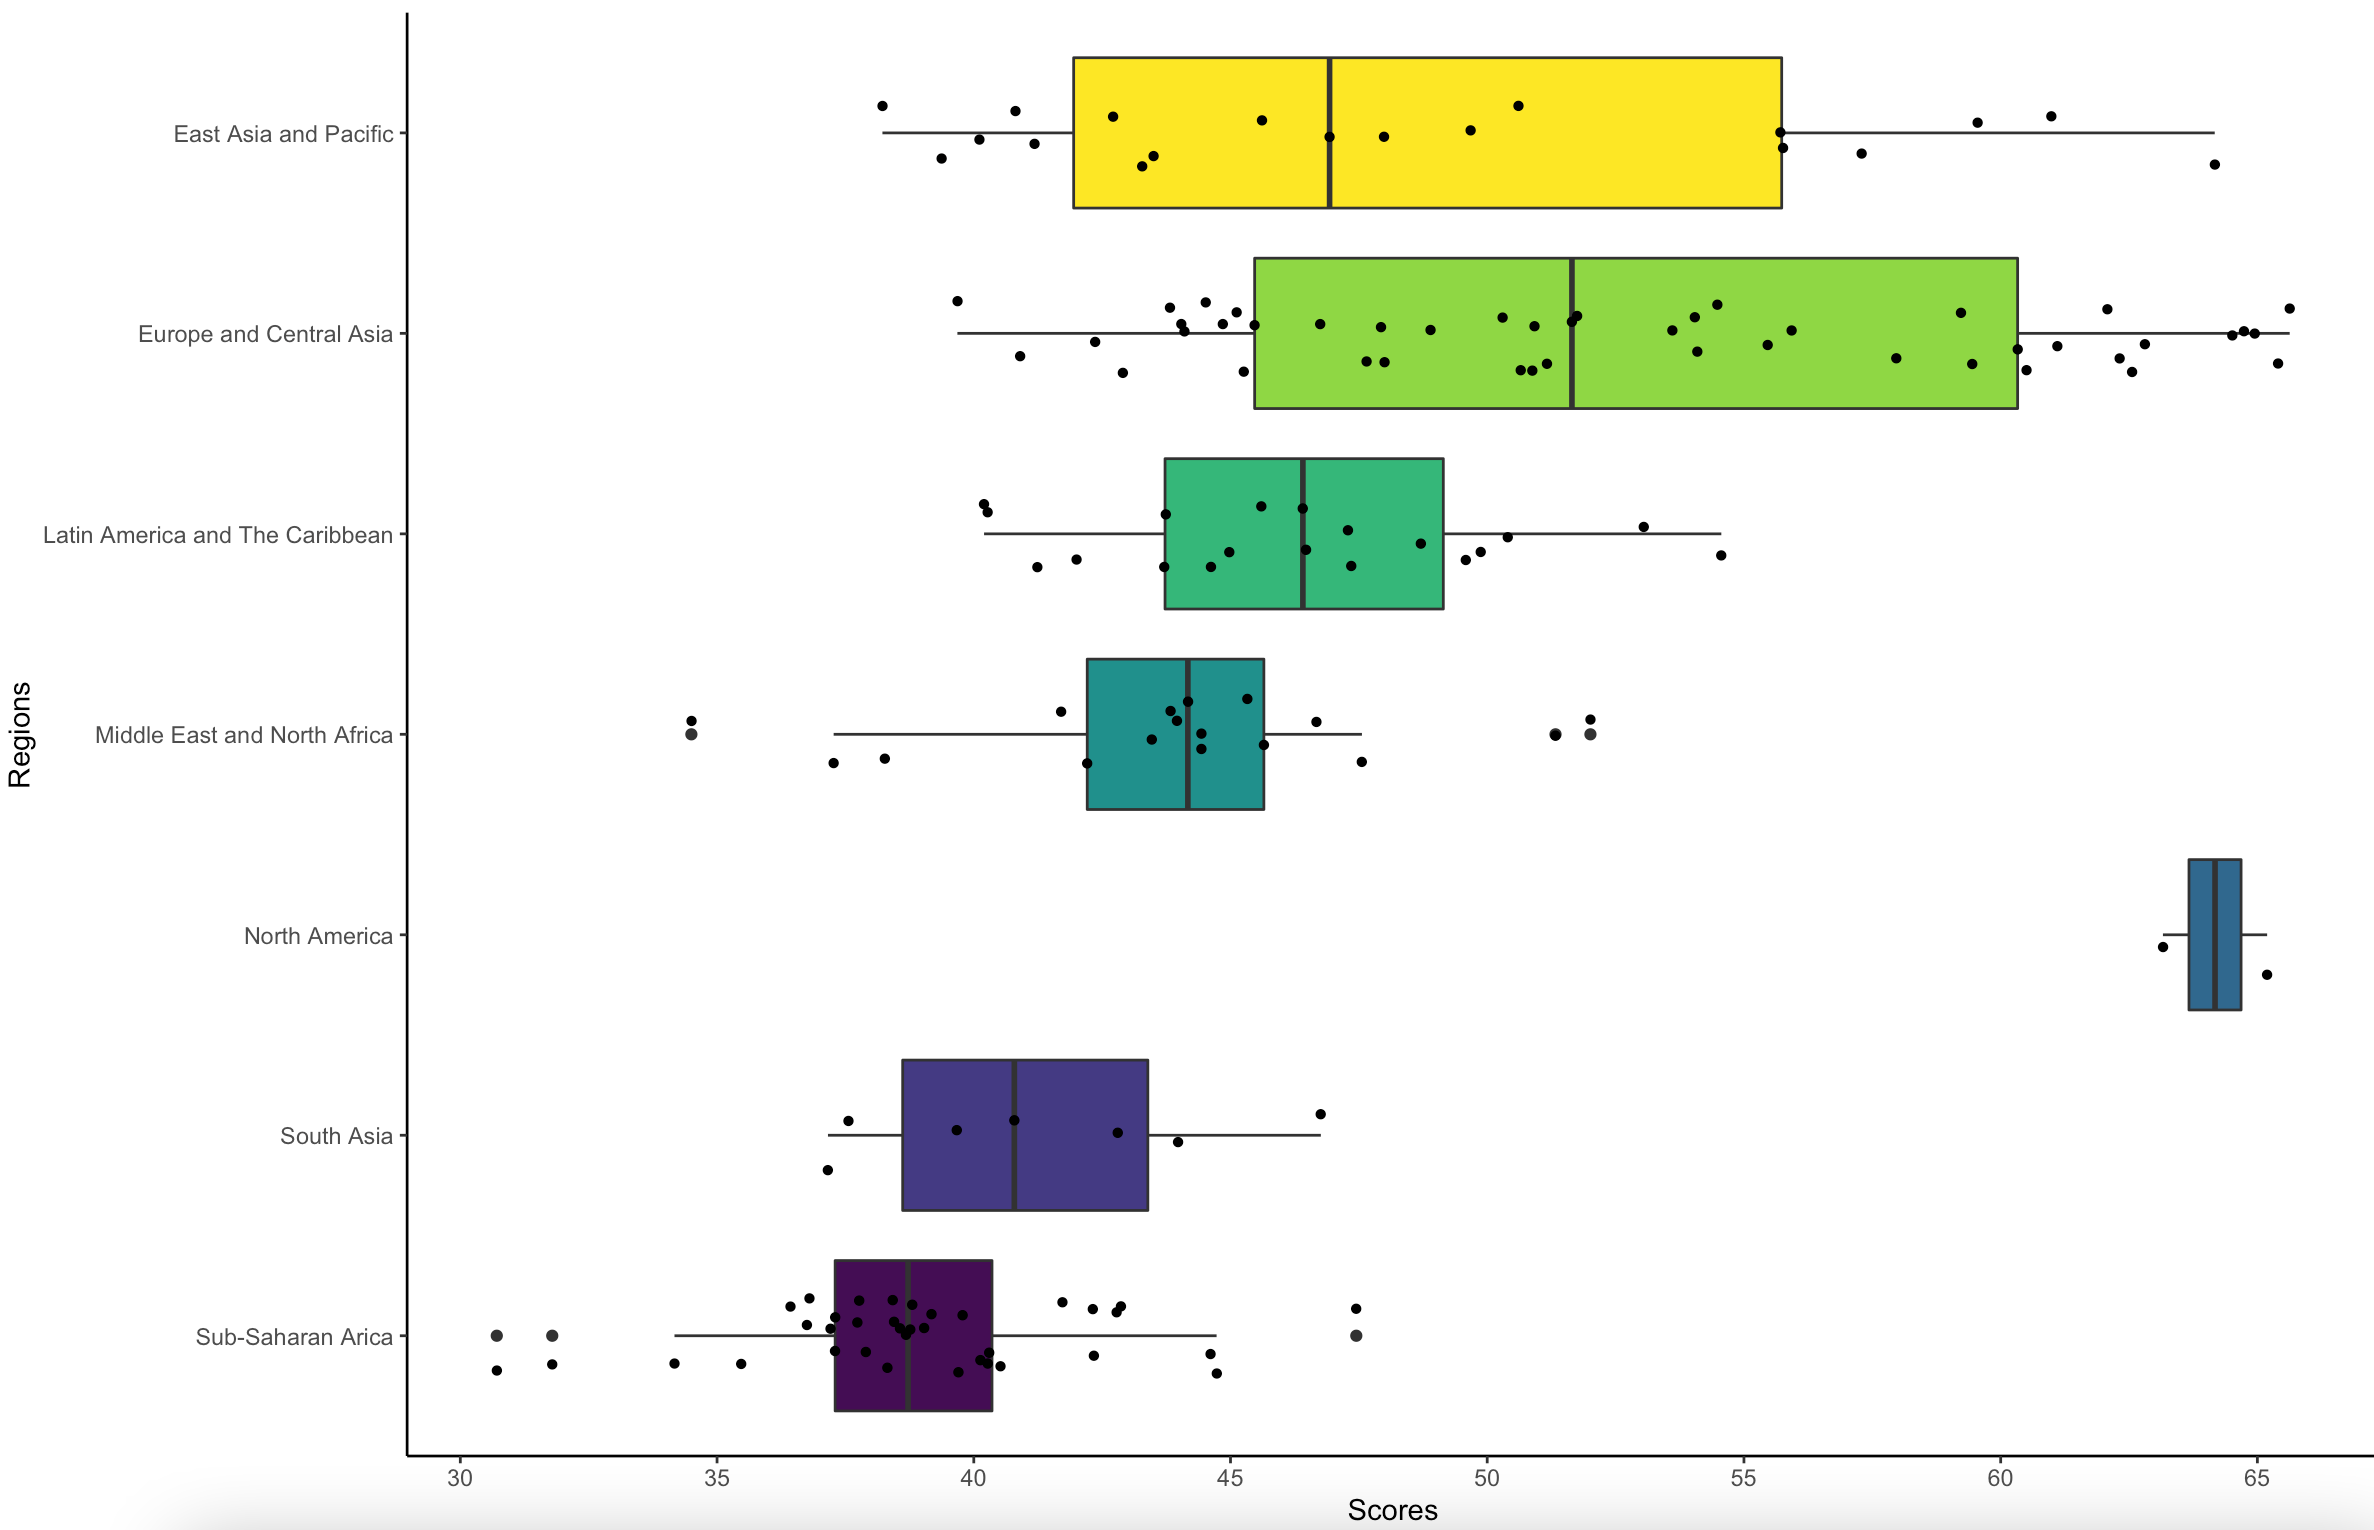 East Asia and Pacific
Europe and Central Asia
Latin America and The Caribbean
Middle East and North Africa
North America
South Asia
Sub-Saharan Arica
Regions
30 35 40 45 50 55 60 65
Scores